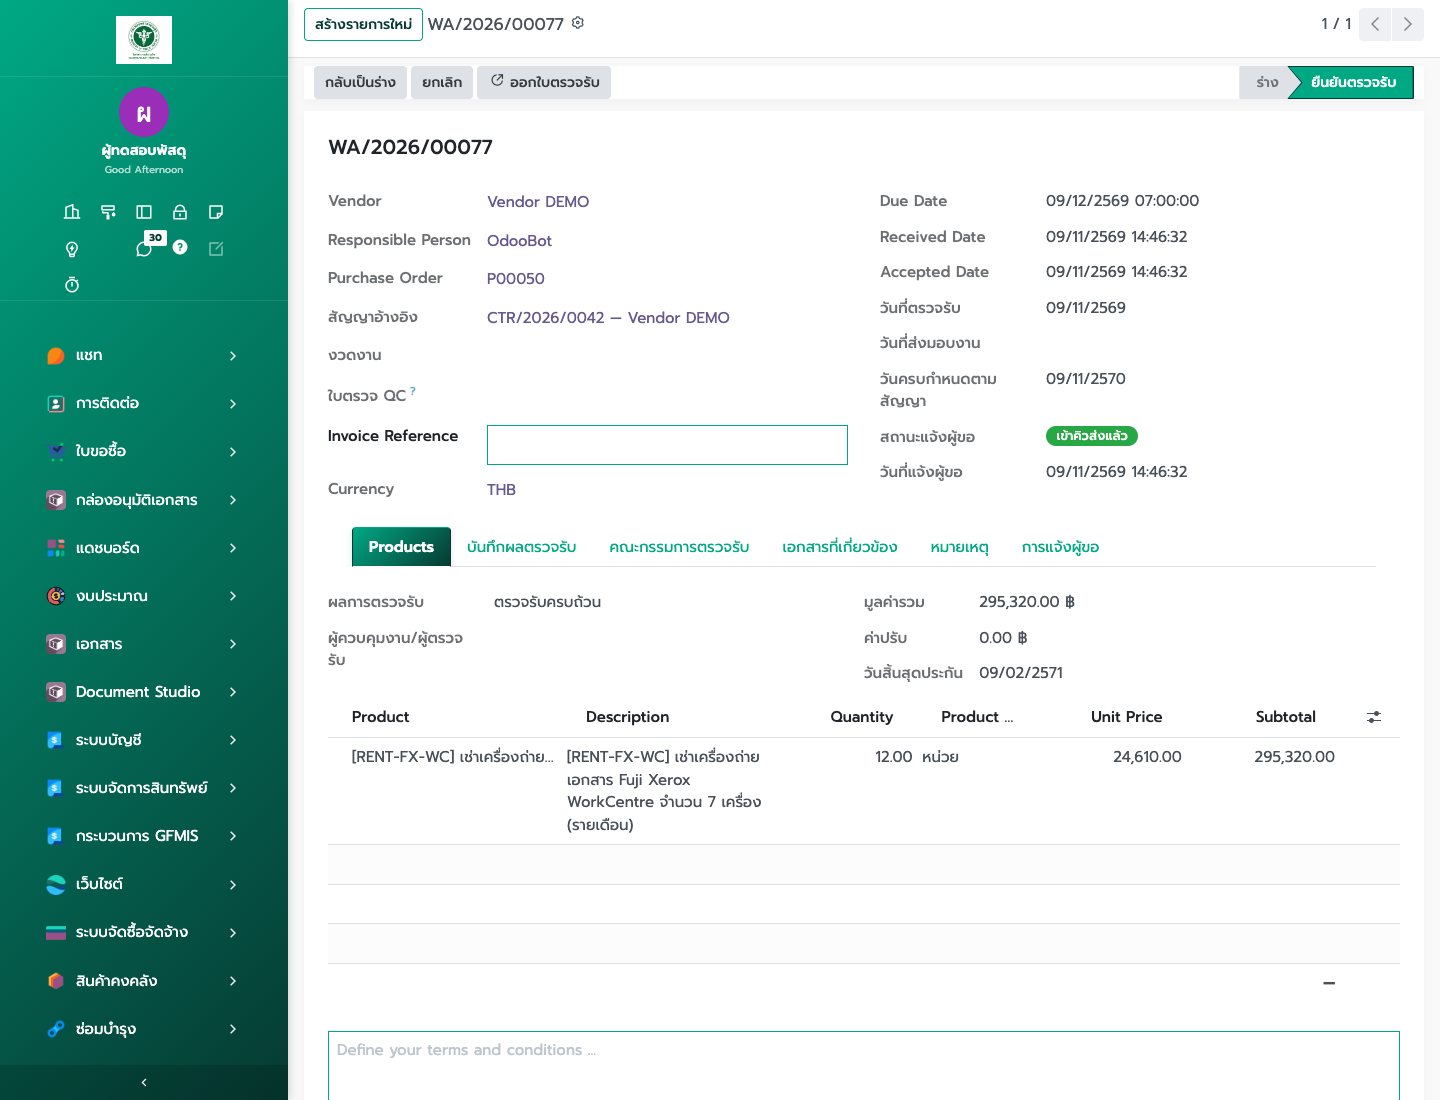 สร้างรายการใหม่ WA/2026/00077
1 / 1
กลับเป็นร่าง ยกเลิก ออกใบตรวจรับ
ร่าง ยืนยันตรวจรับ
ผ
ผู้ทดสอบพัสดุ
Good Afternoon
30
?
แชท
การติดต่อ
ใบขอซื้อ
กล่องอนุมัติเอกสาร
แดชบอร์ด
งบประมาณ
เอกสาร
Document Studio
ระบบบัญชี
ระบบจัดการสินทรัพย์
กระบวนการ GFMIS
เว็บไซต์
ระบบจัดซื้อจัดจ้าง
สินค้าคงคลัง
ซ่อมบำรุง
WA/2026/00077
Vendor Vendor DEMO
Responsible Person OdooBot
Purchase Order P00050
สัญญาอ้างอิง CTR/2026/0042 — Vendor DEMO
งวดงาน
ใบตรวจ QC ?
Invoice Reference
Currency THB
Due Date 09/12/2569 07:00:00
Received Date 09/11/2569 14:46:32
Accepted Date 09/11/2569 14:46:32
วันที่ตรวจรับ 09/11/2569
วันที่ส่งมอบงาน
วันครบกำหนดตาม
สัญญา 09/11/2570
สถานะแจ้งผู้ขอ เข้าคิวส่งแล้ว
วันที่แจ้งผู้ขอ 09/11/2569 14:46:32
Products บันทึกผลตรวจรับ คณะกรรมการตรวจรับ เอกสารที่เกี่ยวข้อง หมายเหตุ การแจ้งผู้ขอ
ผลการตรวจรับ ตรวจรับครบถ้วน
ผู้ควบคุมงาน/ผู้ตรวจ
รับ
มูลค่ารวม 295,320.00 ฿
ค่าปรับ 0.00 ฿
วันสิ้นสุดประกัน 09/02/2571
Product Description Quantity Product ... Unit Price Subtotal
[RENT-FX-WC] เช่าเครื่องถ่าย... [RENT-FX-WC] เช่าเครื่องถ่าย 12.00 หน่วย 24,610.00 295,320.00
เอกสาร Fuji Xerox
WorkCentre จำนวน 7 เครื่อง
(รายเดือน)
Define your terms and conditions ...